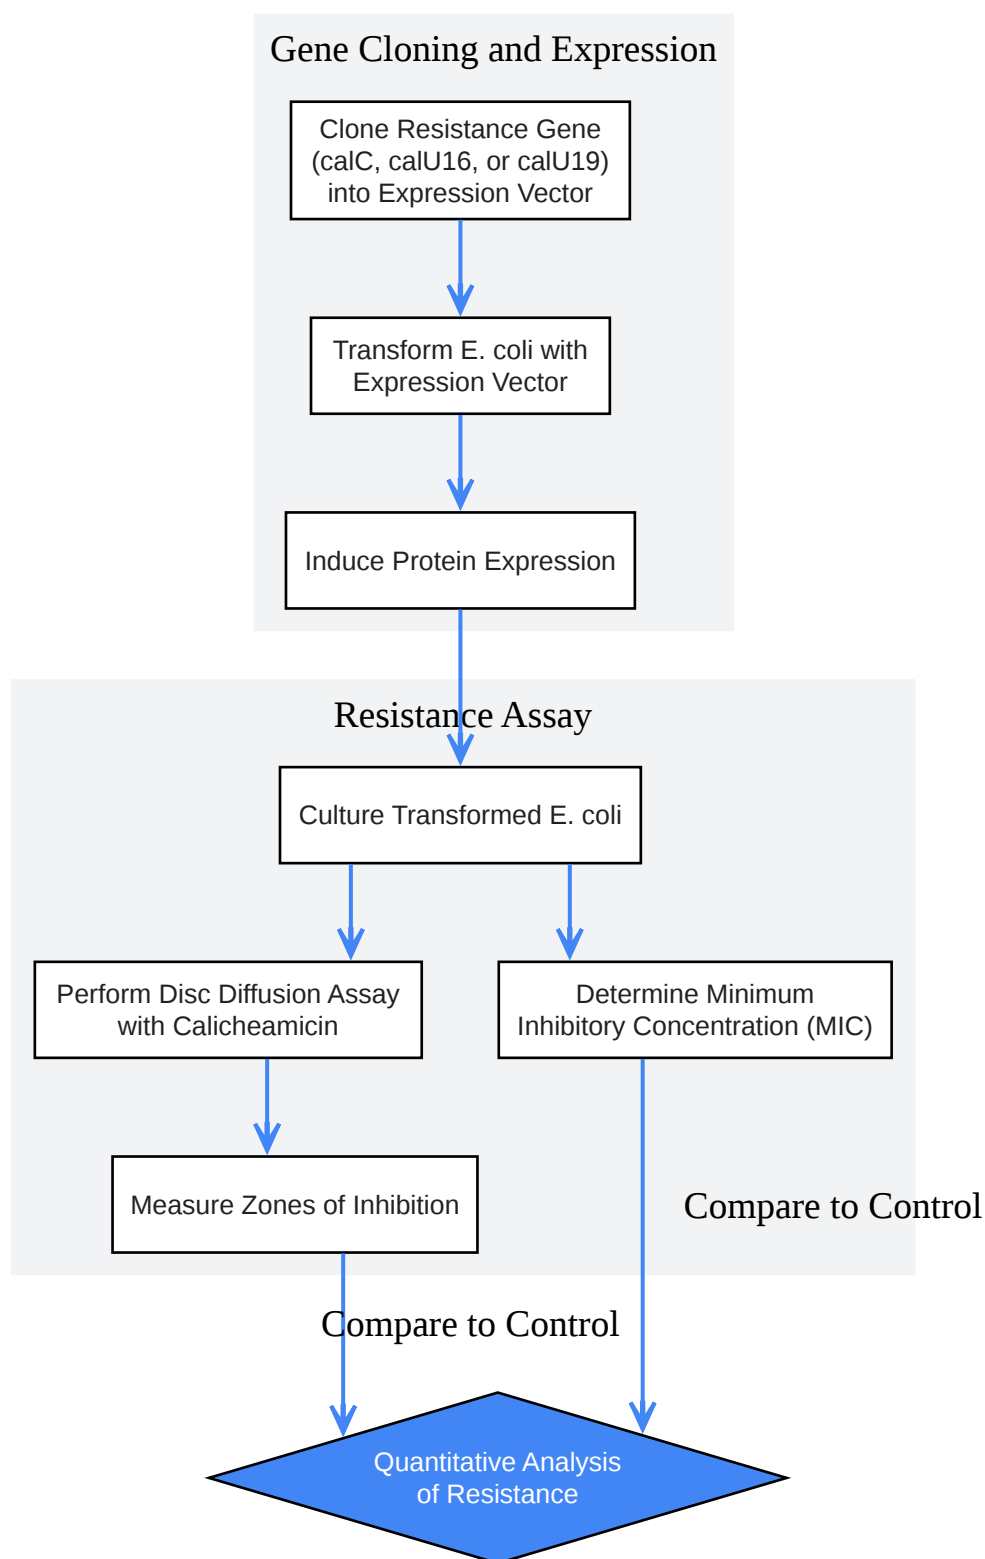 Gene Cloning and Expression
Clone Resistance Gene
(calC, calU16, or calU19)
into Expression Vector
Transform E. coli with
Expression Vector
Induce Protein Expression
Resistance Assay
Culture Transformed E. coli
Perform Disc Diffusion Assay
with Calicheamicin
Determine Minimum
Inhibitory Concentration (MIC)
Measure Zones of Inhibition
Compare to Control
Compare to Control
Quantitative Analysis
of Resistance